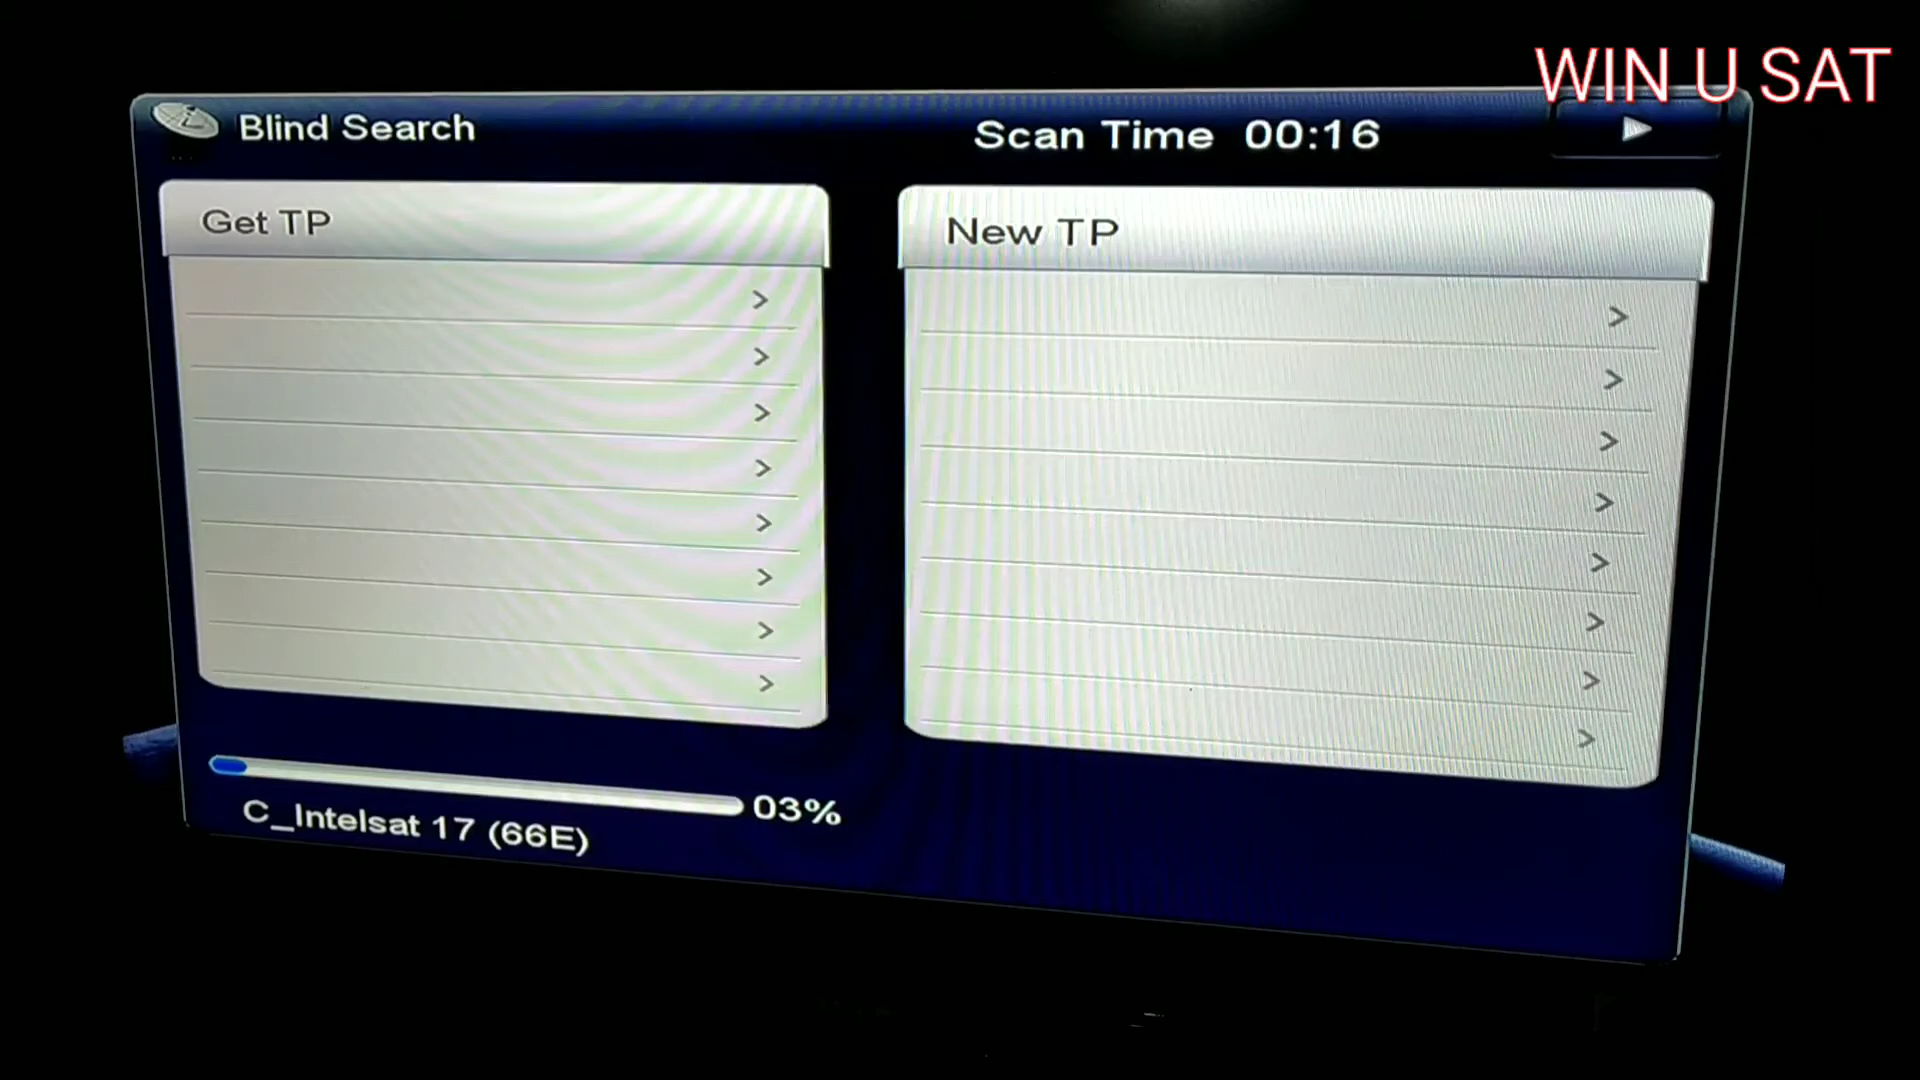 WIN U SAT
Blind Search
Scan Time 00:16
Get TP
New TP
03%
C_Intelsat 17 (66E)